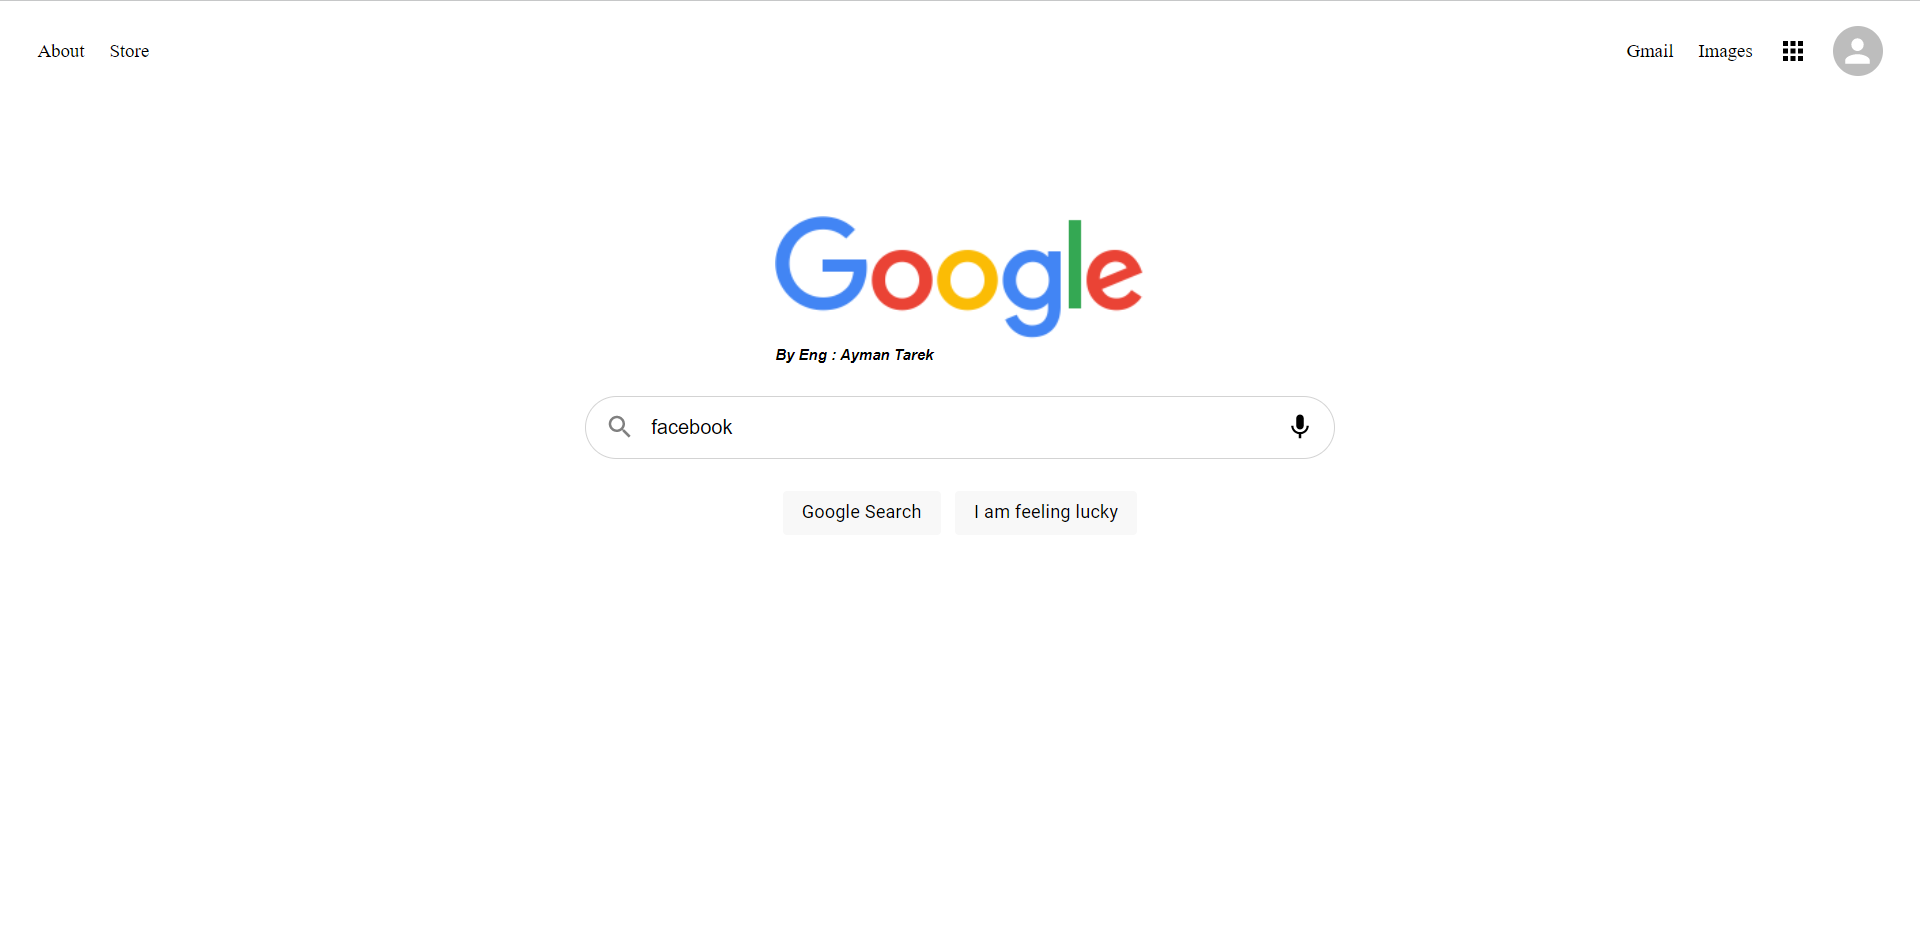 About Store Gmail Images
Google
By Eng : Ayman Tarek
facebook
Google Search I am feeling lucky